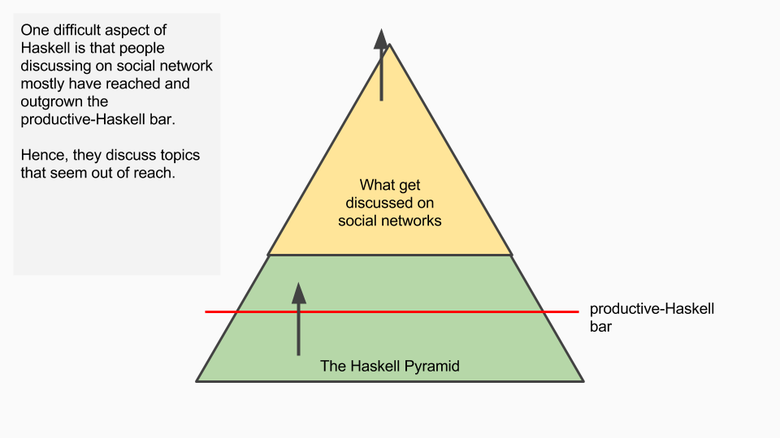 One difficult aspect of
Haskell is that people
discussing on social network
mostly have reached and
outgrown the
productive-Haskell bar.
Hence, they discuss topics
that seem out of reach.
What get
discussed on
social networks
productive-Haskell
bar
The Haskell Pyramid